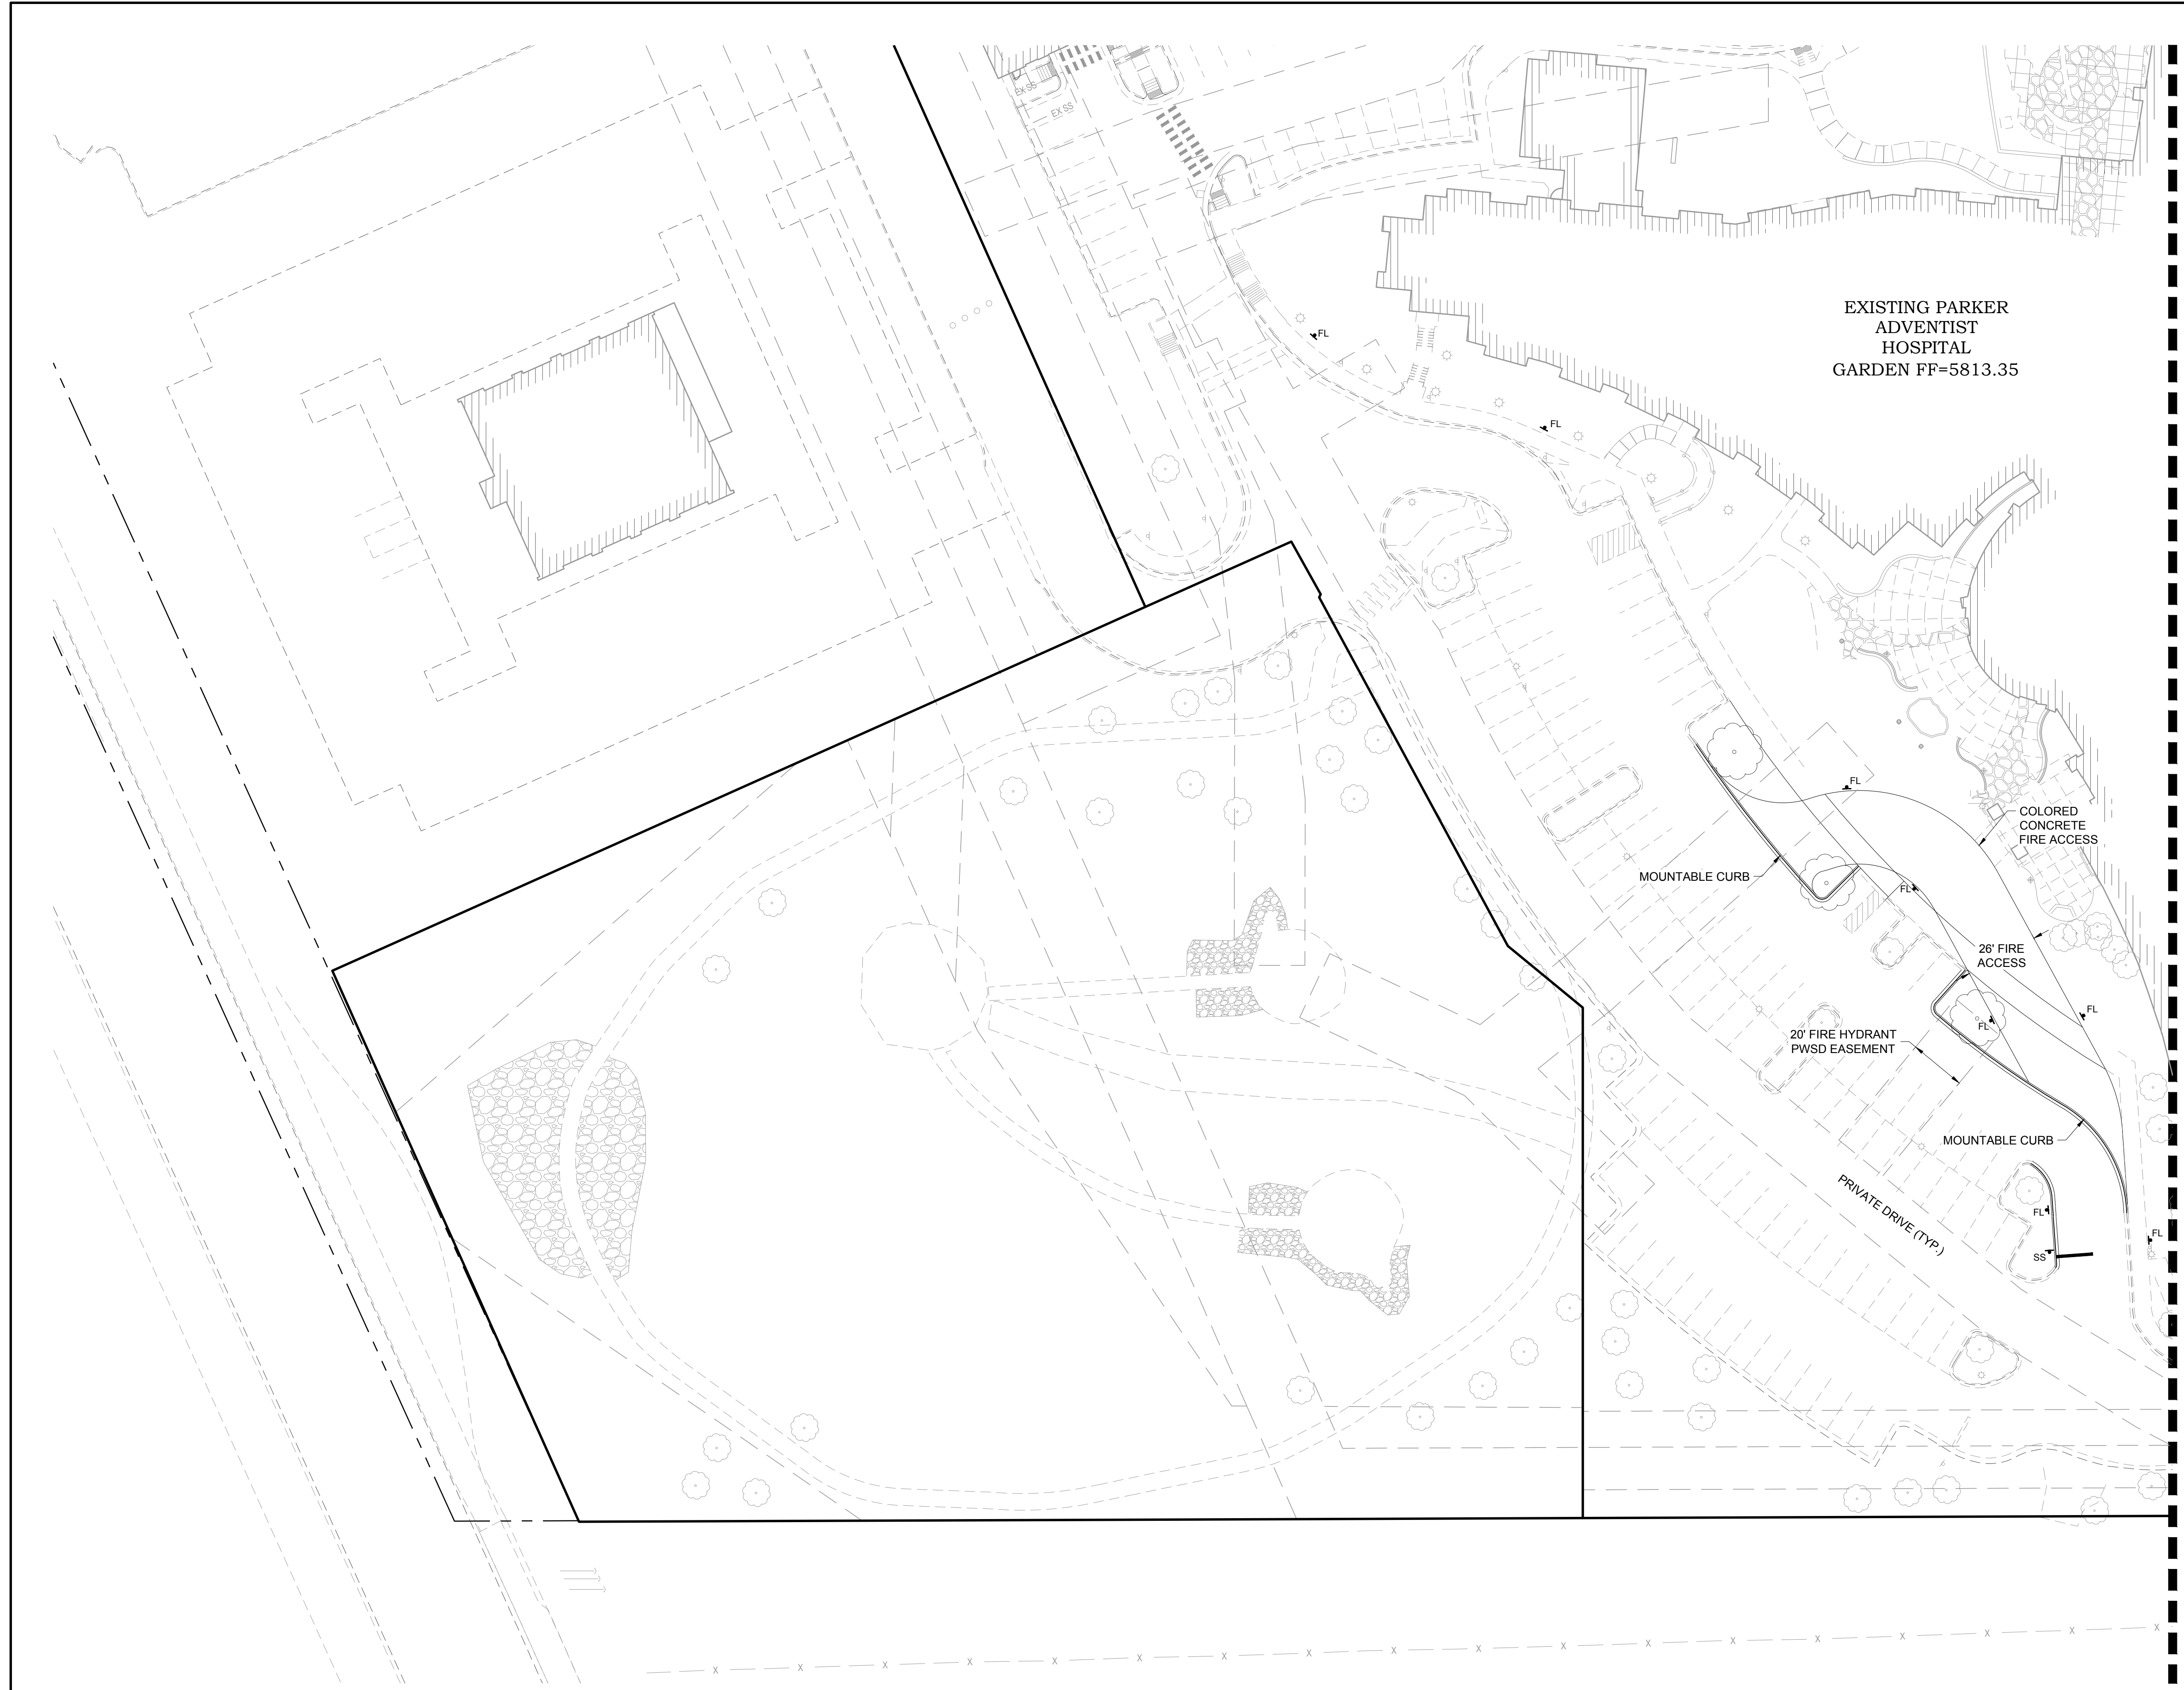 EX SS
EX SS
EXISTING PARKER
ADVENTIST
HOSPITAL
GARDEN FF=5813.35
FL
FL
FL
COLORED
CONCRETE
FIRE ACCESS
MOUNTABLE CURB
FL
26' FIRE
ACCESS
FL
FL
20' FIRE HYDRANT
PWSD EASEMENT
MOUNTABLE CURB
PRIVATE DRIVE (TYP.)
FL
FL
SS
X X X X X X X X X X X X X X X X X X